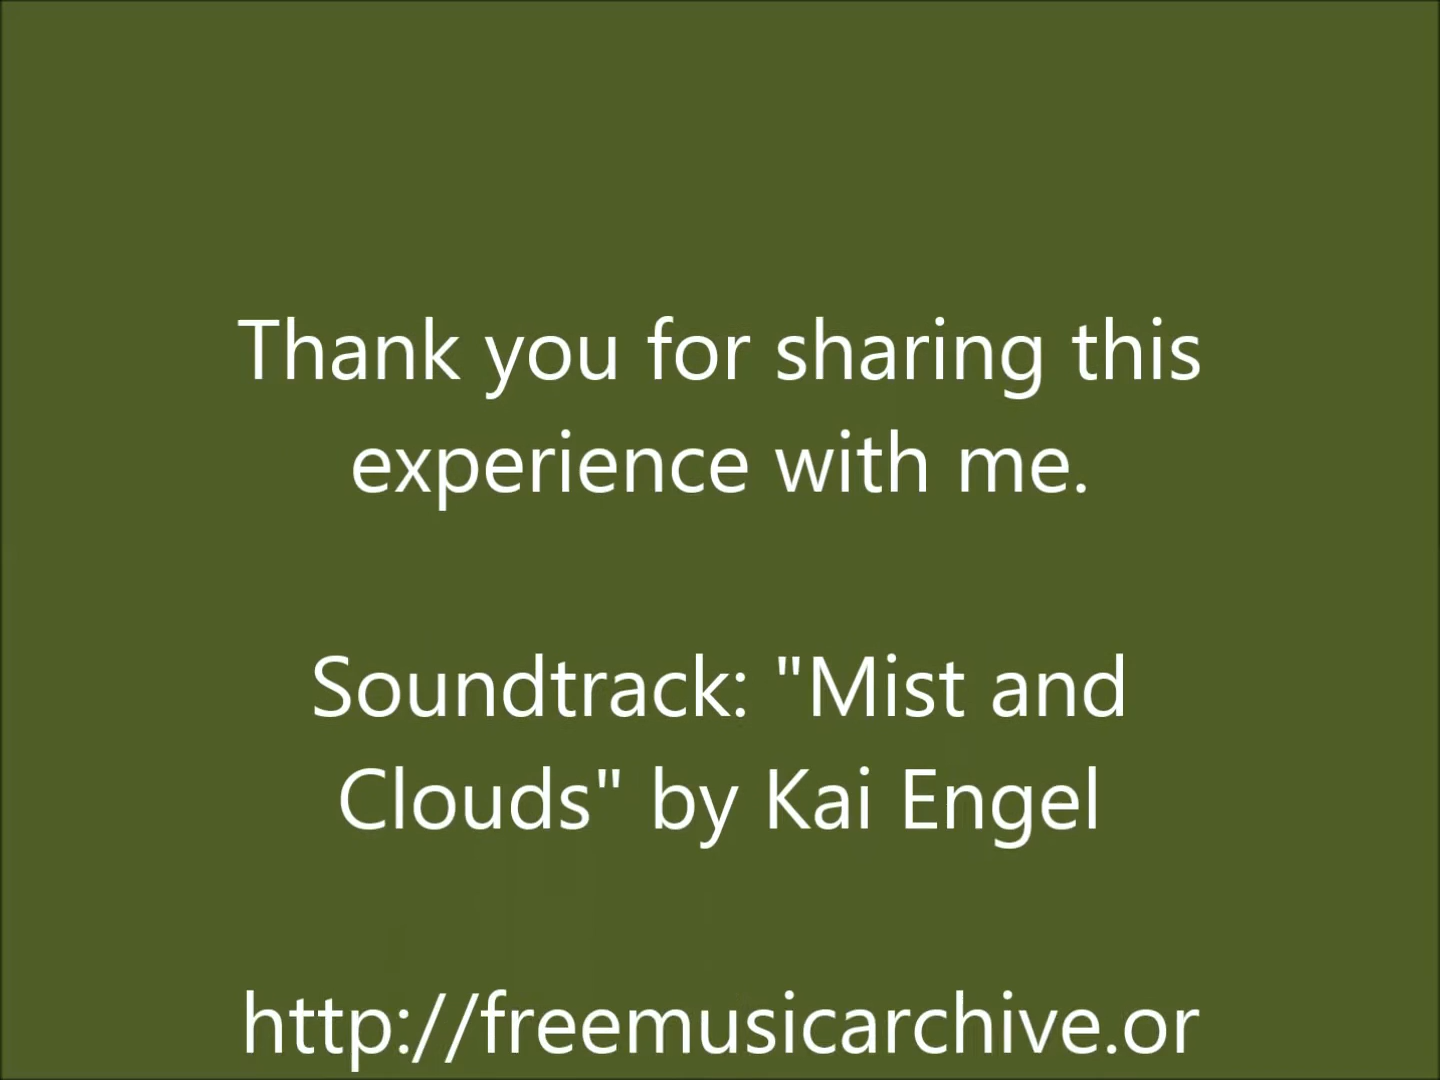 Thank you for sharing this
experience with me.
Soundtrack: "Mist and
Clouds" by Kai Engel
http://freemusicarchive.or